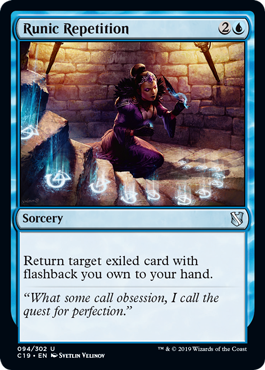 Runic Repetition 2
Sorcery
Return target exiled card with
flashback you own to your hand.
“What some call obsession, I call the
quest for perfection.”
094/302 U
C19 • EN Svetlin Velinov
™ & © 2019 Wizards of the Coast